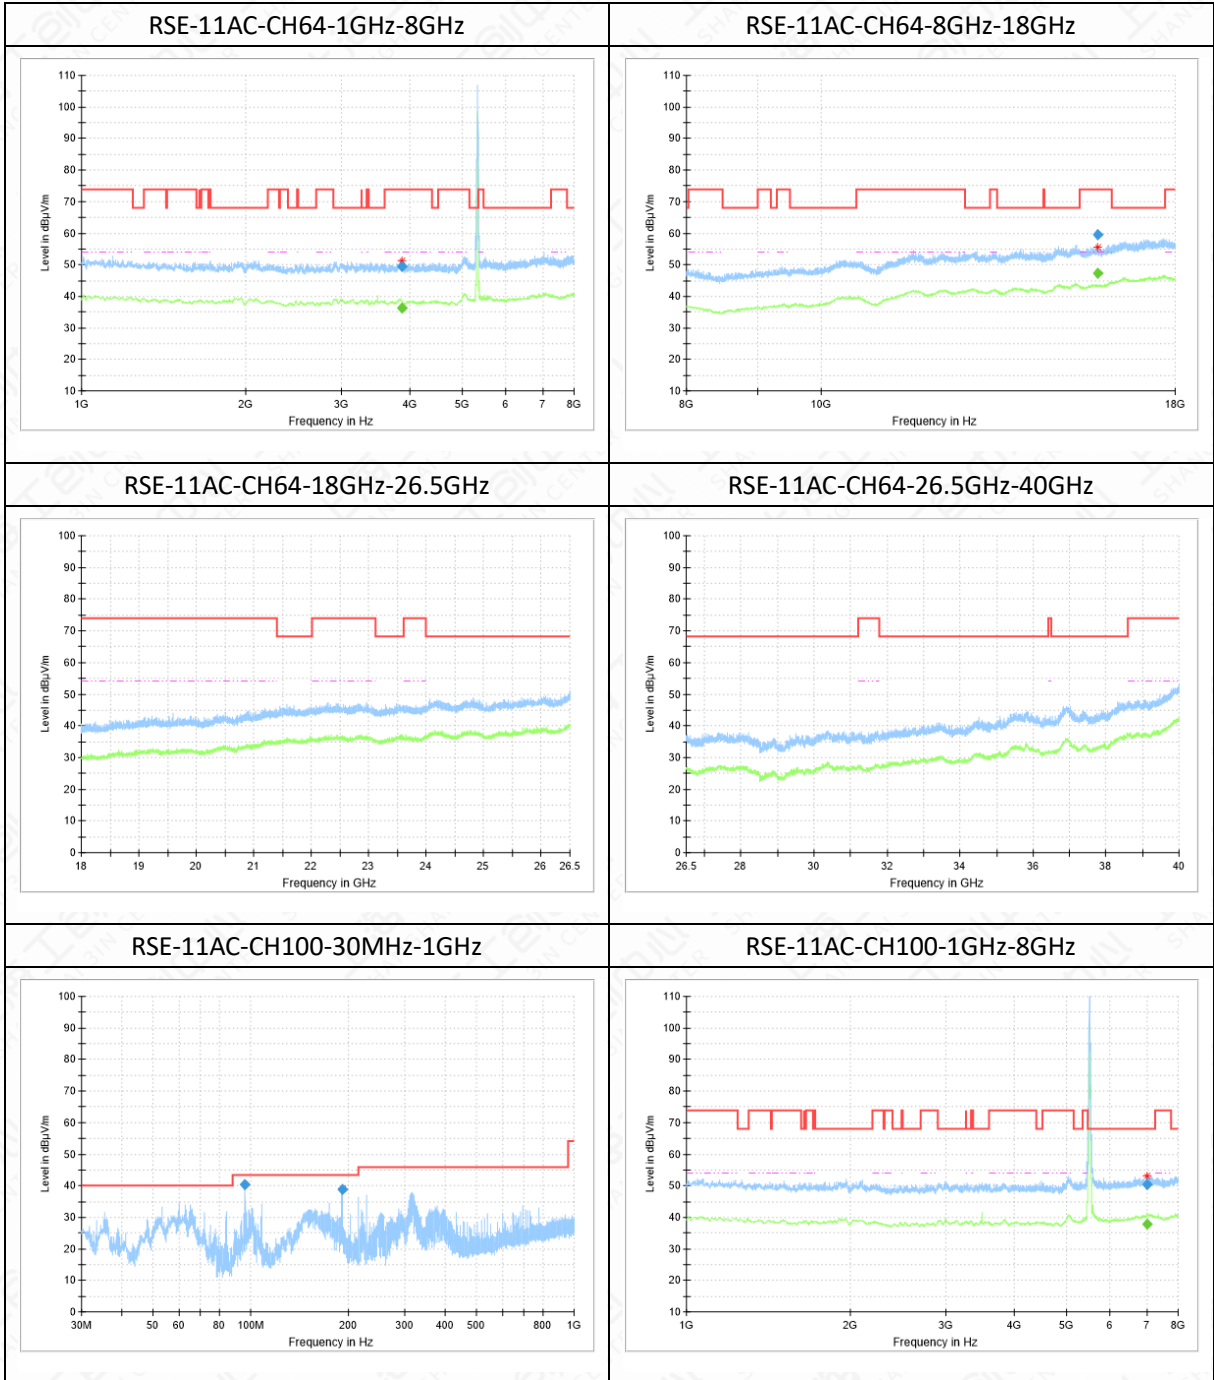 RSE-11AC-CH64-1GHz-8GHz
RSE-11AC-CH64-8GHz-18GHz
110
100
90
80
70
60
50
40
30
20
10
Level in dBµV/m
1G
2G
3G
4G
5G
6
7
8G
Frequency in Hz
110
100
90
80
70
60
50
40
30
20
10
Level in dBµV/m
8G
10G
18G
Frequency in Hz
RSE-11AC-CH64-18GHz-26.5GHz
RSE-11AC-CH64-26.5GHz-40GHz
100
90
80
70
60
50
40
30
20
10
0
Level in dBµV/m
18
19
20
21
22
23
24
25
26
26.5
Frequency in GHz
100
90
80
70
60
50
40
30
20
10
0
Level in dBµV/m
26.5
28
30
32
34
36
38
40
Frequency in GHz
RSE-11AC-CH100-30MHz-1GHz
RSE-11AC-CH100-1GHz-8GHz
100
90
80
70
60
50
40
30
20
10
0
Level in dBµV/m
30M
50
60
80
100M
200
300
400
500
800
1G
Frequency in Hz
110
100
90
80
70
60
50
40
30
20
10
Level in dBµV/m
1G
2G
3G
4G
5G
6
7
8G
Frequency in Hz